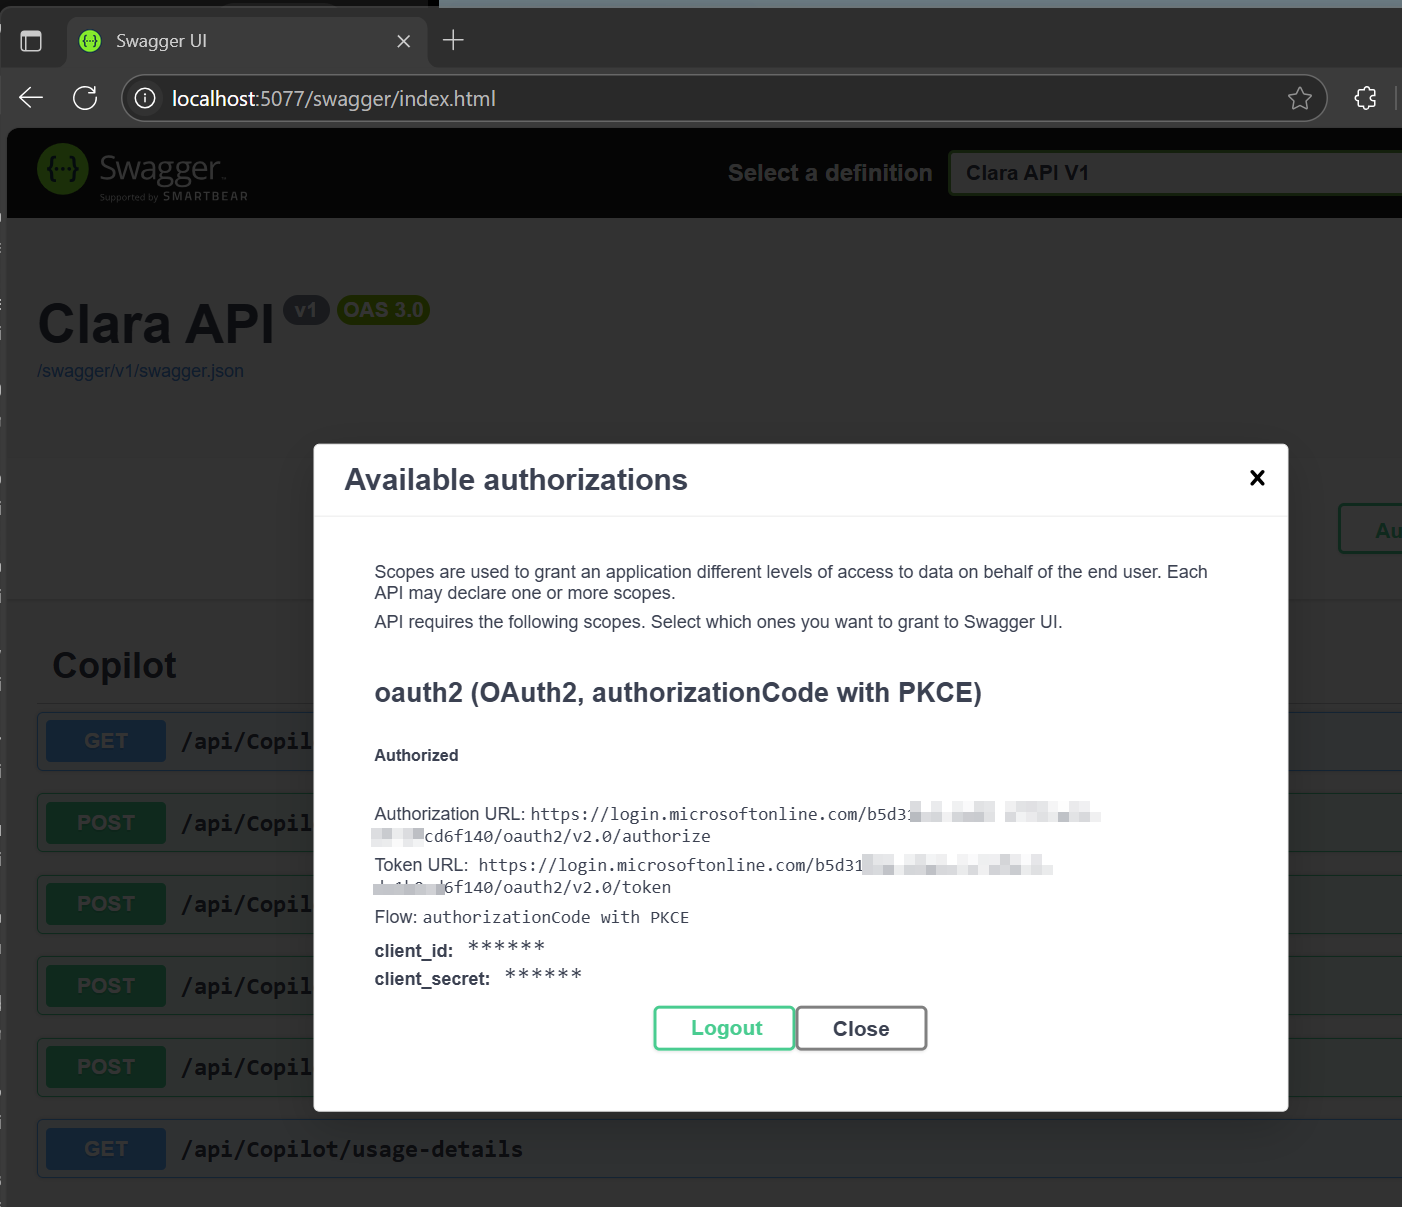 Swagger UI
localhost:5077/swagger/index.html
Swagger
Supported by SMARTBEAR
Select a definition
Clara API V1
Clara API v1 OAS 3.0
/swagger/v1/swagger.json
Available authorizations
Au
Scopes are used to grant an application different levels of access to data on behalf of the end user. Each
API may declare one or more scopes.
API requires the following scopes. Select which ones you want to grant to Swagger UI.
Copilot
oauth2 (OAuth2, authorizationCode with PKCE)
GET /api/Copil
Authorized
POST /api/Copil
Authorization URL: https://login.microsoftonline.com/b5d31
cd6f140/oauth2/v2.0/authorize
Token URL: https://login.microsoftonline.com/b5d31
6f140/oauth2/v2.0/token
POST /api/Copil
Flow: authorizationCode with PKCE
client_id: ******
client_secret: ******
POST /api/Copil
Logout
Close
POST /api/Copil
GET /api/Copilot/usage-details